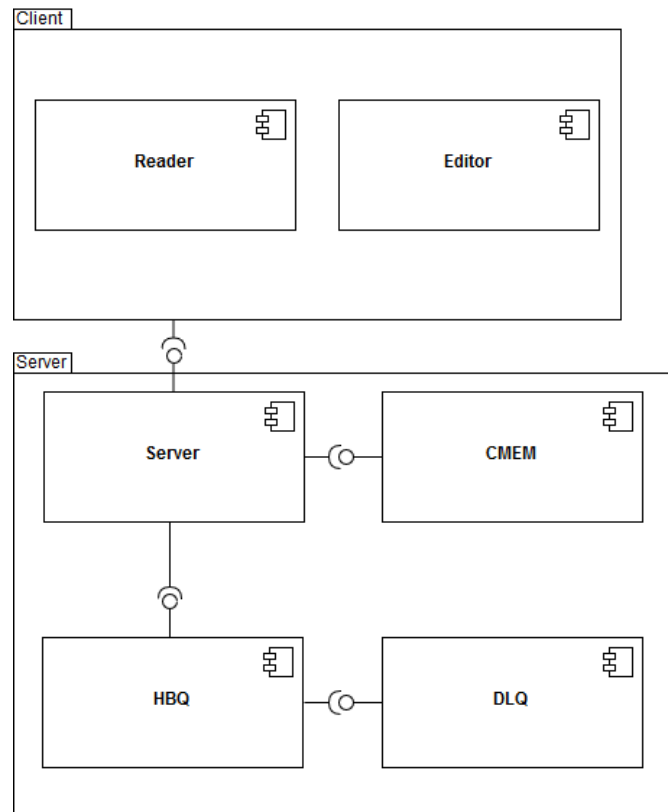 Client
Reader
Editor
Server
Server
CMEM
HBQ
DLQ